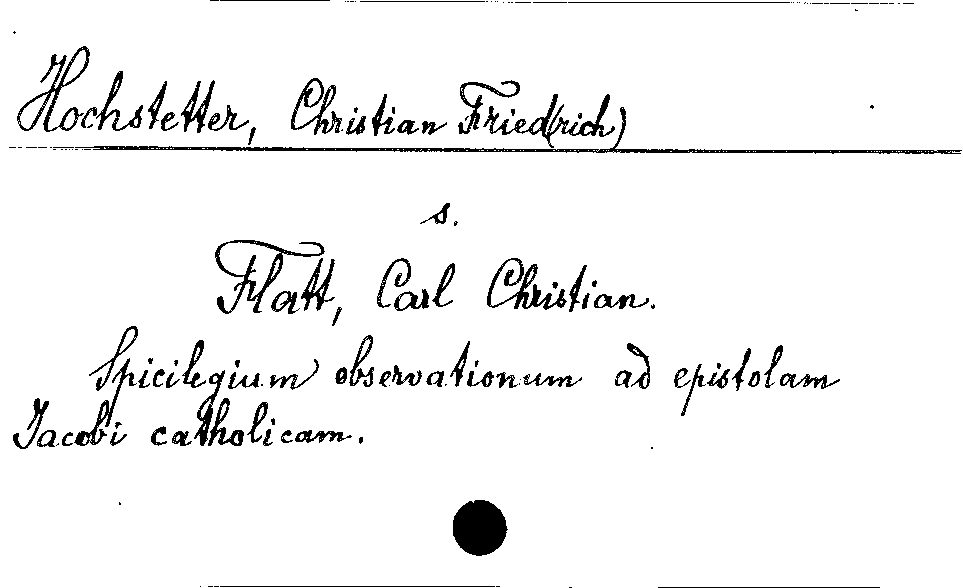 Hochstetter, Christian Fried(rich)
s.
Flatt, Carl Christian.
Spicilegium observationum ad epistolam
Jacobi catholicam.